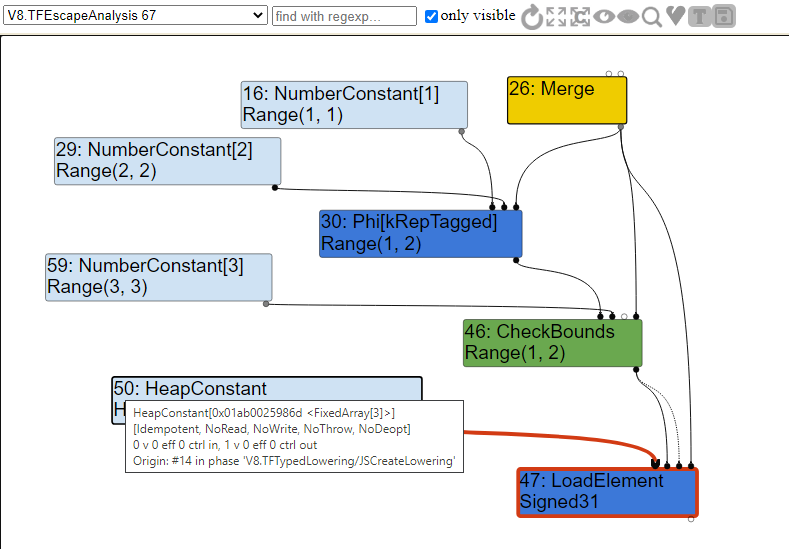 V8.TFEscapeAnalysis 67
find with regexp…
only visible
T
16: NumberConstant[1]
Range(1, 1)
26: Merge
29: NumberConstant[2]
Range(2, 2)
30: Phi[kRepTagged]
Range(1, 2)
59: NumberConstant[3]
Range(3, 3)
46: CheckBounds
Range(1, 2)
50: HeapConstant
H
HeapConstant[0x01ab0025986d <FixedArray[3]>]
[Idempotent, NoRead, NoWrite, NoThrow, NoDeopt]
0 v 0 eff 0 ctrl in, 1 v 0 eff 0 ctrl out
Origin: #14 in phase 'V8.TFTypedLowering/JSCreateLowering'
47: LoadElement
Signed31